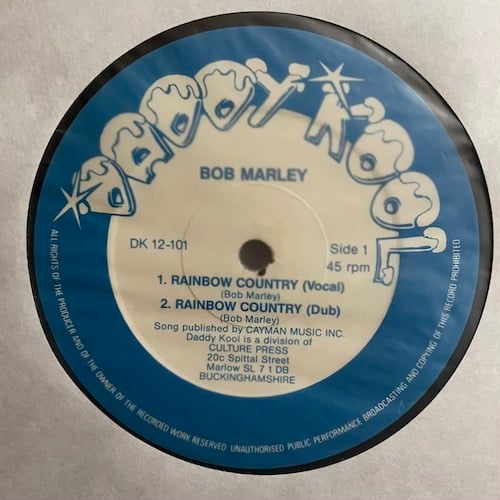 DADDY KOOL
BOB MARLEY
DK 12-101
Side 1
45 rpm
1. RAINBOW COUNTRY (Vocal)
(Bob Marley)
2. RAINBOW COUNTRY (Dub)
(Bob Marley)
Song published by CAYMAN MUSIC INC.
Daddy Kool is a division of
CULTURE PRESS
20c Spittal Street
Marlow SL 7 1 DB
BUCKINGHAMSHIRE
ALL RIGHTS OF THE PRODUCER AND OF THE OWNER OF THE RECORDED WORK RESERVED UNAUTHORISED PUBLIC PERFORMANCE BROADCASTING AND COPYING OF THIS RECORD PROHIBITED